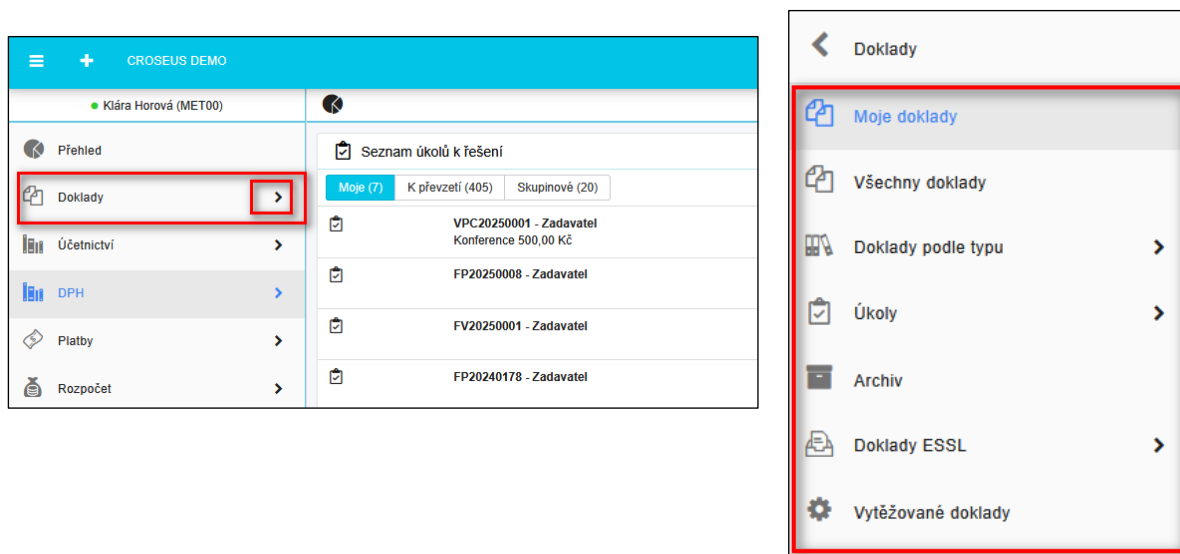 CROSEUS DEMO
Klára Horová (MET00)
Přehled
Doklady
Účetnictví
DPH
Platby
Rozpočet
Seznam úkolů k řešení
Moje (7) K převzetí (405) Skupinové (20)
VPC20250001 - Zadavatel
Konference 500,00 Kč
FP20250008 - Zadavatel
FV20250001 - Zadavatel
FP20240178 - Zadavatel
Doklady
Moje doklady
Všechny doklady
Doklady podle typu
Úkoly
Archiv
Doklady ESSL
Vytěžované doklady